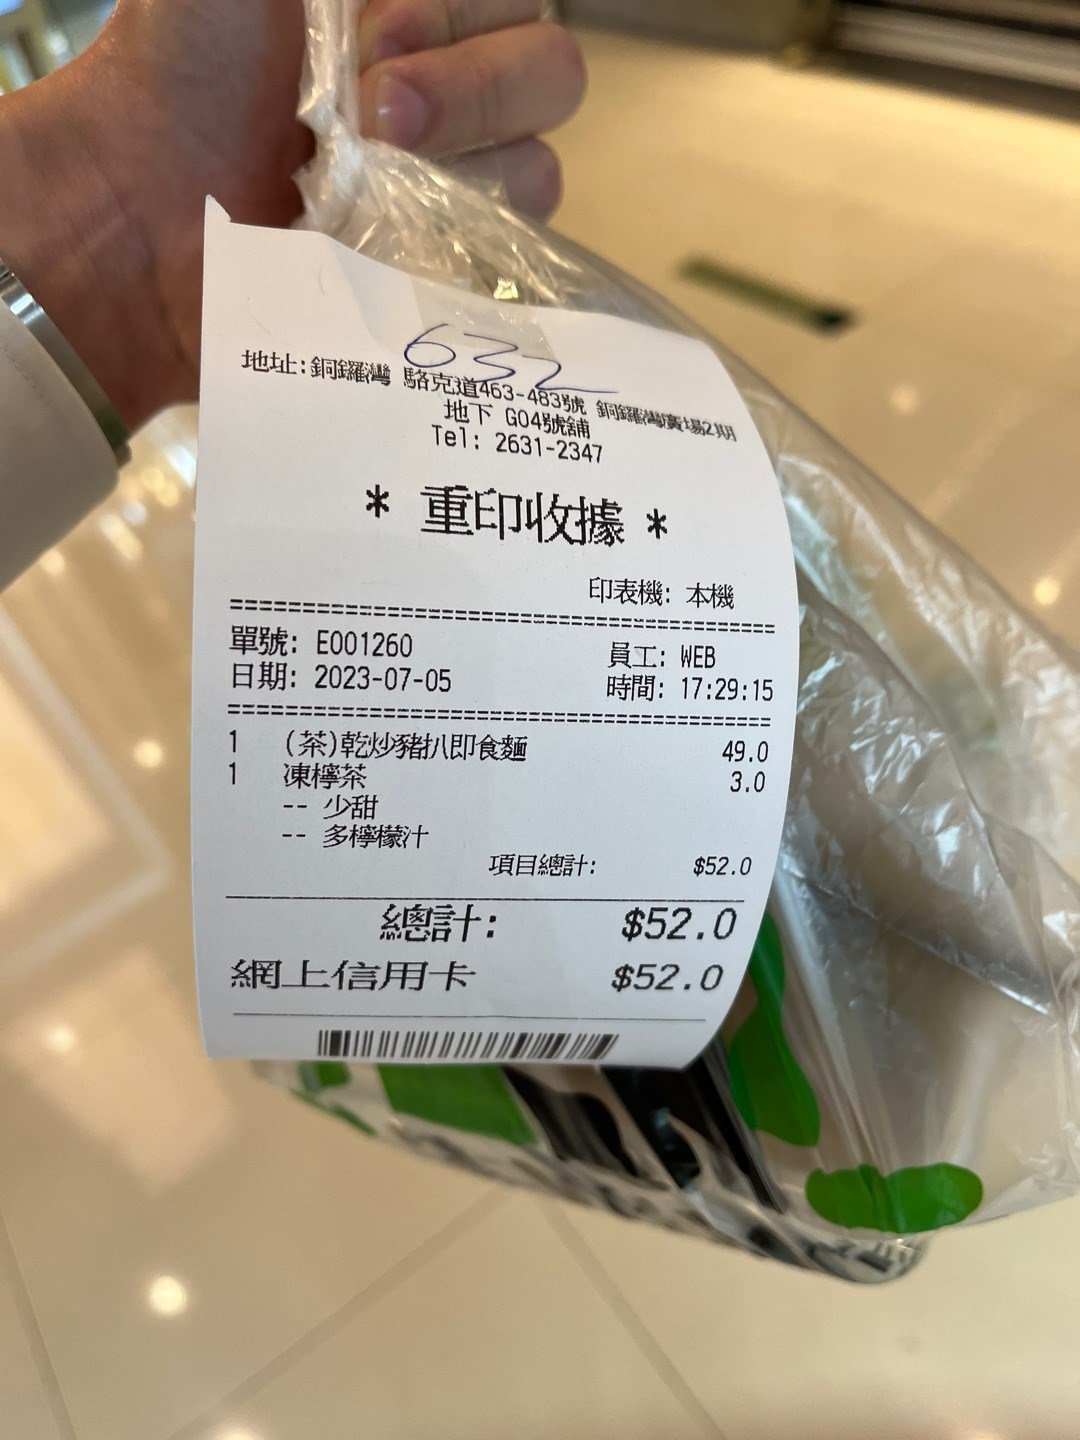 632
地址:銅鑼灣 駱克道463-483號 銅鑼灣廣場2期
地下 G04號舖
Tel: 2631-2347
* 重印收據 *
印表機: 本機
單號: E001260 員工: WEB
日期: 2023-07-05 時間: 17:29:15
1 (茶)乾炒豬扒即食麵 49.0
1 凍檸茶 3.0
-- 少甜
-- 多檸檬汁
項目總計: $52.0
總計: $52.0
網上信用卡 $52.0